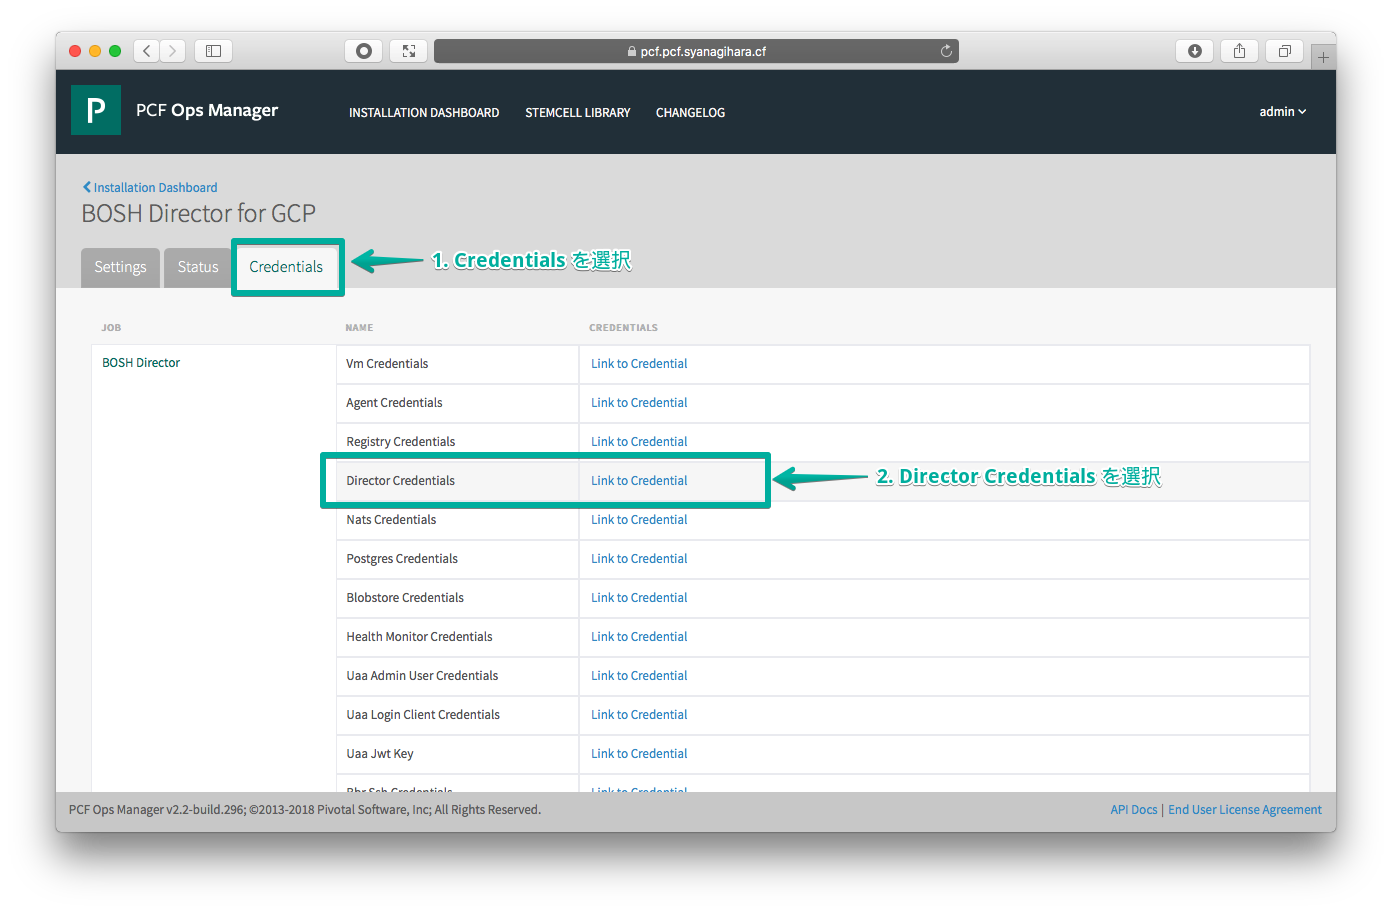 pcf.pcf.syanagihara.cf
P PCF Ops Manager INSTALLATION DASHBOARD STEMCELL LIBRARY CHANGELOG admin
Installation Dashboard
BOSH Director for GCP
Settings Status Credentials 1. Credentials を選択
JOB NAME CREDENTIALS
BOSH Director Vm Credentials Link to Credential
Agent Credentials Link to Credential
Registry Credentials Link to Credential
Director Credentials Link to Credential 2. Director Credentials を選択
Nats Credentials Link to Credential
Postgres Credentials Link to Credential
Blobstore Credentials Link to Credential
Health Monitor Credentials Link to Credential
Uaa Admin User Credentials Link to Credential
Uaa Login Client Credentials Link to Credential
Uaa Jwt Key Link to Credential
Bbr Ssh Credentials Link to Credential
PCF Ops Manager v2.2-build.296; ©2013-2018 Pivotal Software, Inc; All Rights Reserved. API Docs | End User License Agreement